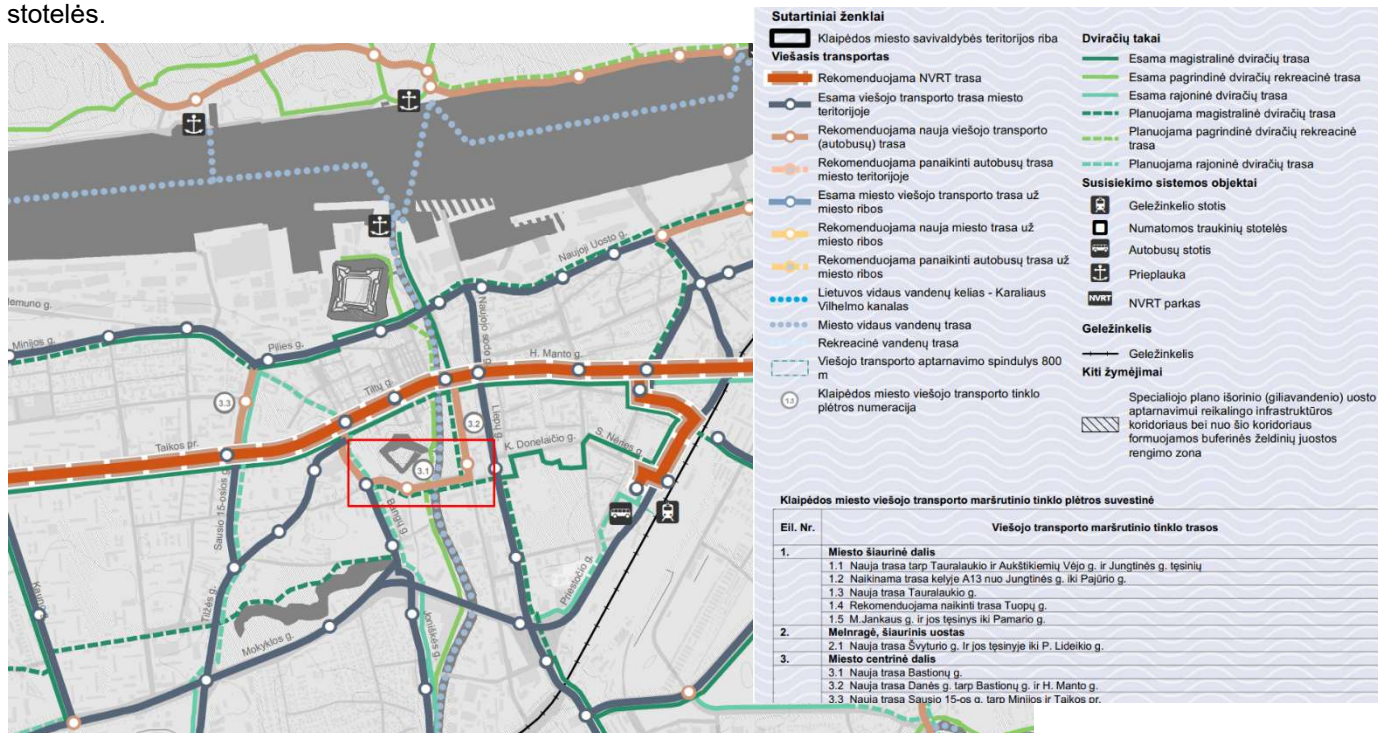 stotelės.
Naujoji Uosto g.
Naujojo sodo g.
Minijos g.
Pilies g.
H. Manto g.
Tiltų g.
3.3
3.2
Liepų g.
Taikos pr.
K. Donelaičio g.
S. Nėries g.
3.1
Bangų g.
Sausio 15-osios g.
Priestočio g.
Tilžės g.
Joniškės g.
Mokyklos g.
Sutartiniai ženklai
Klaipėdos miesto savivaldybės teritorijos riba
Viešasis transportas
Rekomenduojama NVRT trasa
Esama viešojo transporto trasa miesto
teritorijoje
Rekomenduojama nauja viešojo transporto
(autobusų) trasa
Rekomenduojama panaikinti autobusų trasa
miesto teritorijoje
Esama miesto viešojo transporto trasa už
miesto ribos
Rekomenduojama nauja miesto trasa už
miesto ribos
Rekomenduojama panaikinti autobusų trasa už
miesto ribos
Lietuvos vidaus vandenų kelias - Karaliaus
Vilhelmo kanalas
Miesto vidaus vandenų trasa
Rekreacinė vandenų trasa
Viešojo transporto aptarnavimo spindulys 800
m
Klaipėdos miesto viešojo transporto tinklo
plėtros numeracija
Dviračių takai
Esama magistralinė dviračių trasa
Esama pagrindinė dviračių rekreacinė trasa
Esama rajoninė dviračių trasa
Planuojama magistralinė dviračių trasa
Planuojama pagrindinė dviračių rekreacinė
trasa
Planuojama rajoninė dviračių trasa
Susisiekimo sistemos objektai
Geležinkelio stotis
Numatomos traukinių stotelės
Autobusų stotis
Prieplauka
NVRT NVRT parkas
Geležinkelis
Geležinkelis
Kiti žymėjimai
Specialiojo plano išorinio (giliavandenio) uosto
aptarnavimui reikalingo infrastruktūros
koridoriaus bei nuo šio koridoriaus
formuojamos buferinės želdinių juostos
rengimo zona
Klaipėdos miesto viešojo transporto maršrutinio tinklo plėtros suvestinė
Eil. Nr. Viešojo transporto maršrutinio tinklo trasos
1. Miesto šiaurinė dalis
1.1 Nauja trasa tarp Tauralaukio ir Aukštikiemių Vėjo g. ir Jungtinės g. tęsinių
1.2 Naikinama trasa kelyje A13 nuo Jungtinės g. iki Pajūrio g.
1.3 Nauja trasa Tauralaukio g.
1.4 Rekomenduojama naikinti trasa Tuopų g.
1.5 M.Jankaus g. ir jos tęsinys iki Pamario g.
2. Melnragė, šiaurinis uostas
2.1 Nauja trasa Švyturio g. Ir jos tęsinyje iki P. Lideikio g.
3. Miesto centrinė dalis
3.1 Nauja trasa Bastionų g.
3.2 Nauja trasa Danės g. tarp Bastionų g. ir H. Manto g.
3.3 Nauja trasa Sausio 15-os g. tarp Minijos ir Taikos pr.